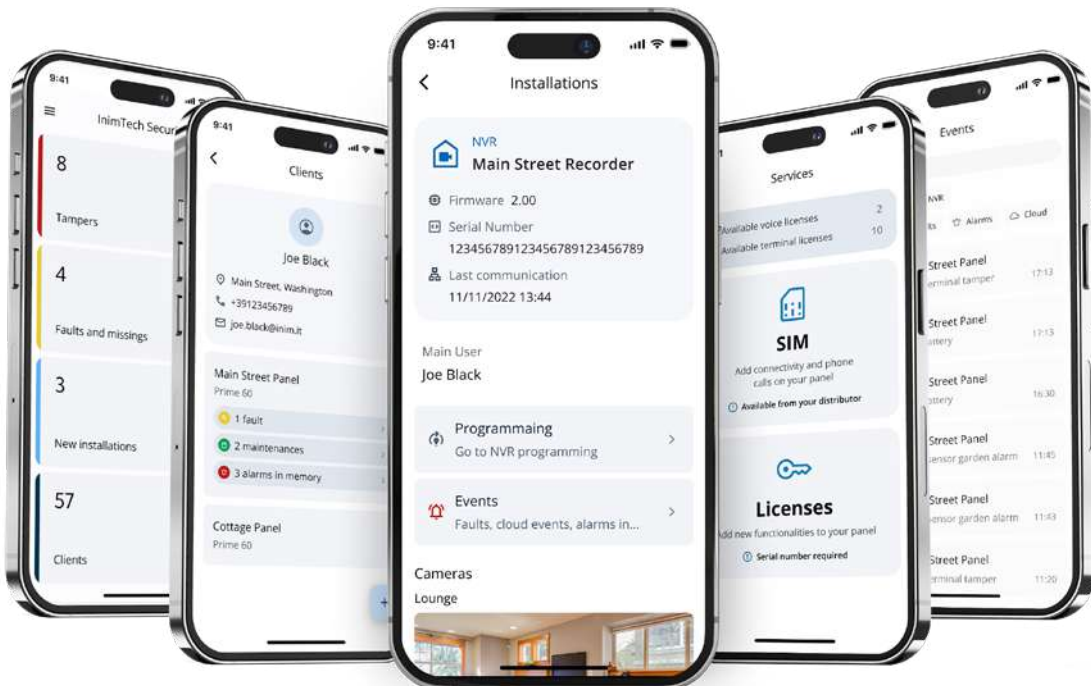 9:41
InimTech Secur
8
Tampers
4
Faults and missings
3
New installations
57
Clients
9:41
Clients
Joe Black
Main Street, Washington
+39123456789
joe.black@inim.it
Main Street Panel
Prime 60
1 fault
2 maintenances
3 alarms in memory
Cottage Panel
Prime 60
+
9:41
Installations
NVR
Main Street Recorder
Firmware 2.00
Serial Number
123456789123456789123456789
Last communication
11/11/2022 13:44
Main User
Joe Black
Programmaing
Go to NVR programming
Events
Faults, cloud events, alarms in...
Cameras
Lounge
Services
Available voice licenses 2
Available terminal licenses 10
SIM
Add connectivity and phone
calls on your panel
Available from your distributor
Licenses
Add new functionalities to your panel
Serial number required
Events
NVR
Alarms Cloud
Street Panel
erminal tamper 17:13
Street Panel
attery 17:13
Street Panel
attery 16:30
Street Panel
ensor garden alarm 11:45
Street Panel
ensor garden alarm 11:43
Street Panel
erminal tamper 11:20